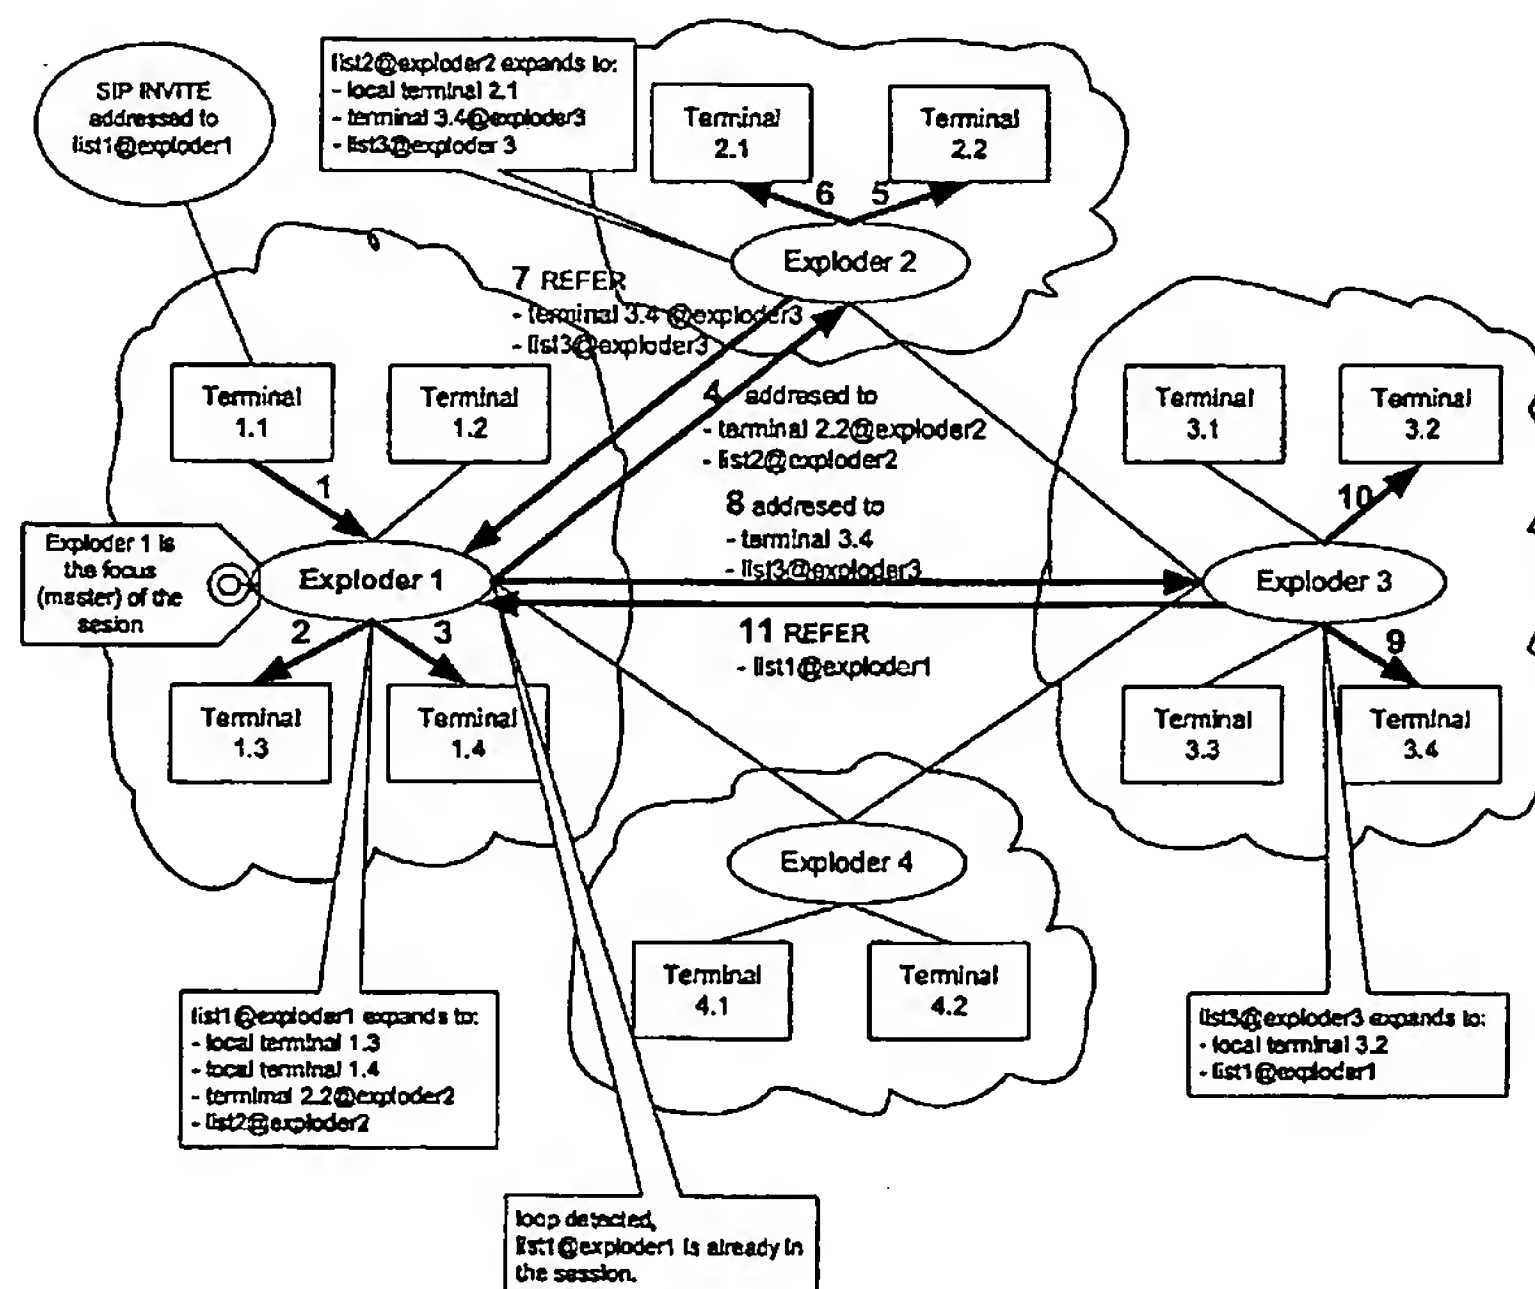 SIP INVITE
addressed to
list1@exploder1
list2@exploder2 expands to:
- local terminal 2.1
- terminal 3.4@exploder3
- list3@exploder 3
Terminal
2.1
Terminal
2.2
6
5
Exploder 2
7 REFER
- terminal 3.4 @exploder3
- list3@exploder3
4 addresed to
- terminal 2.2@exploder2
- list2@exploder2
8 addresed to
- terminal 3.4
- list3@exploder3
11 REFER
- list1@exploder1
Terminal
1.1
Terminal
1.2
1
Exploder 1 is
the focus
(master) of the
sesion
Exploder 1
2
3
Terminal
1.3
Terminal
1.4
Terminal
3.1
Terminal
3.2
10
Exploder 3
9
Terminal
3.3
Terminal
3.4
Exploder 4
Terminal
4.1
Terminal
4.2
list1@exploder1 expands to:
- local terminal 1.3
- local terminal 1.4
- terminal 2.2@exploder2
- list2@exploder2
list3@exploder3 expands to:
- local terminal 3.2
- list1@exploder1
loop detected,
list1@exploder1 is already in
the session.